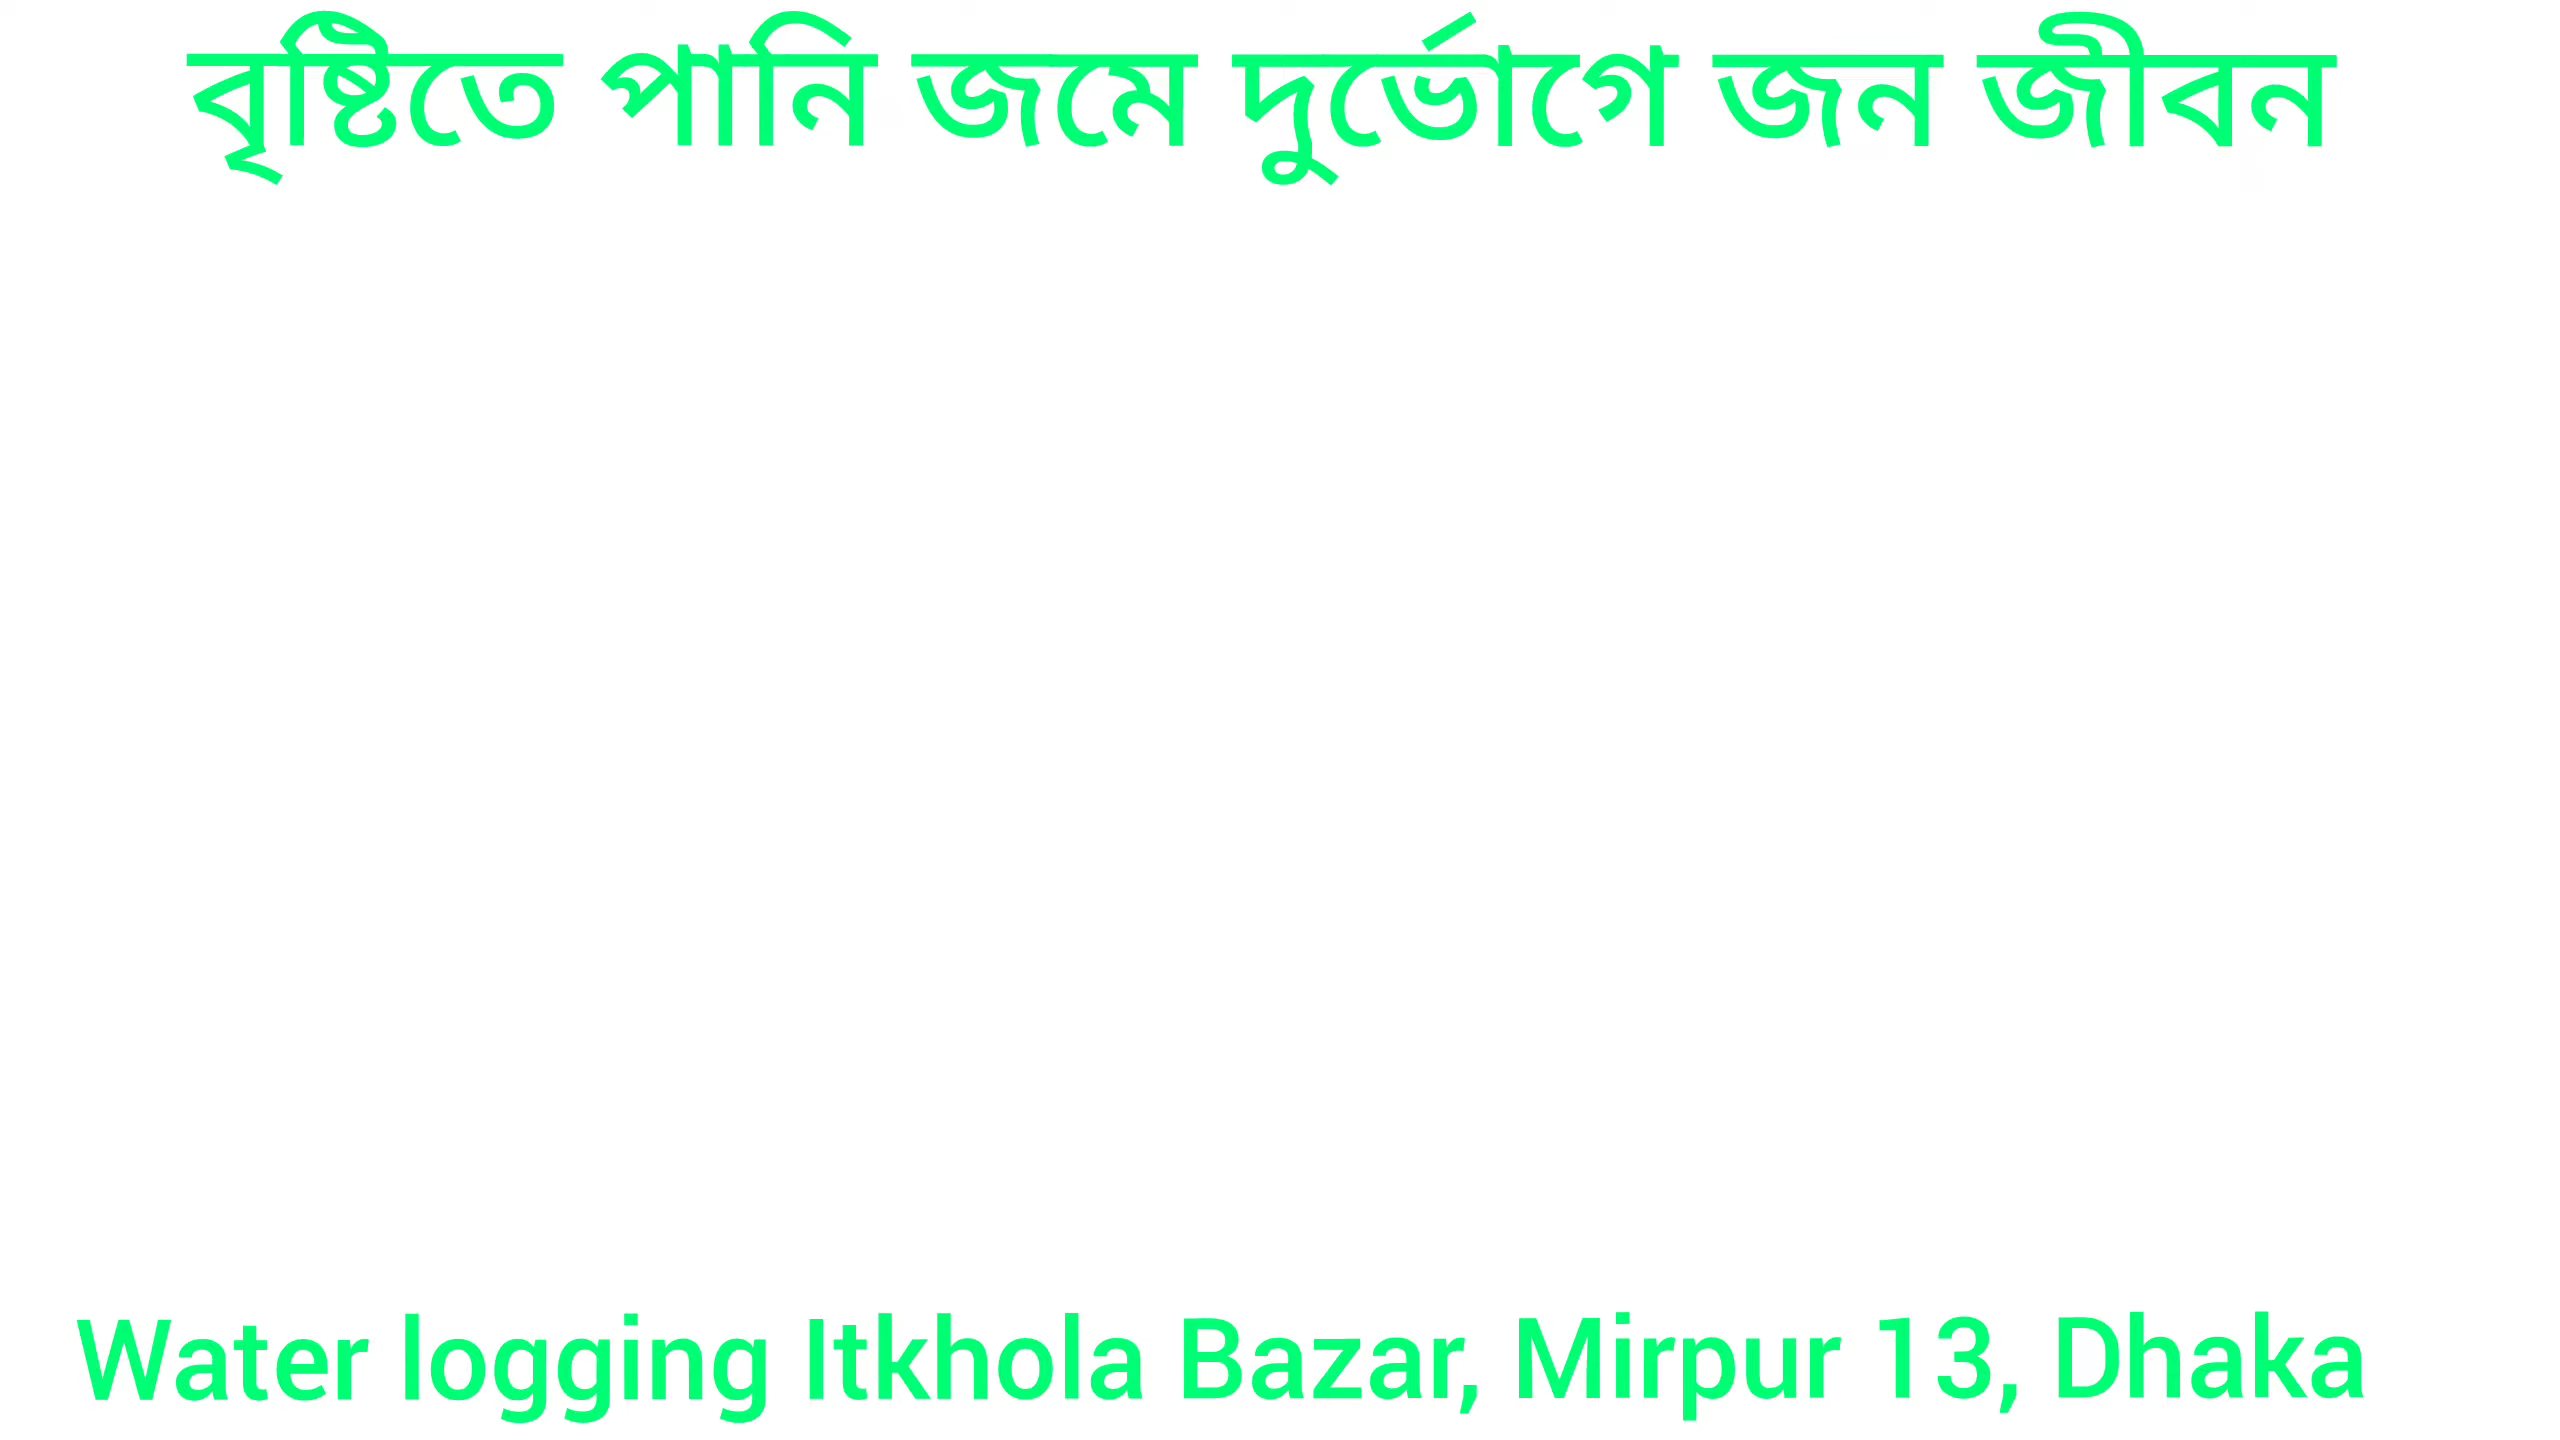 বৃষ্টিতে পানি জমে দুর্ভোগে জন জীবন
Water logging Itkhola Bazar, Mirpur 13, Dhaka